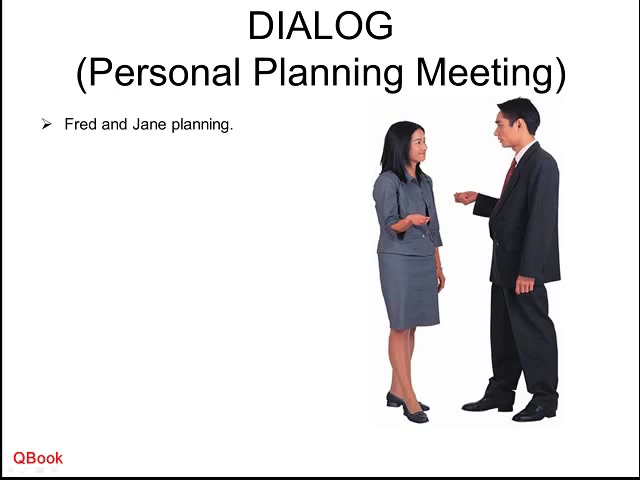 DIALOG
(Personal Planning Meeting)
➢ Fred and Jane planning.
QBook